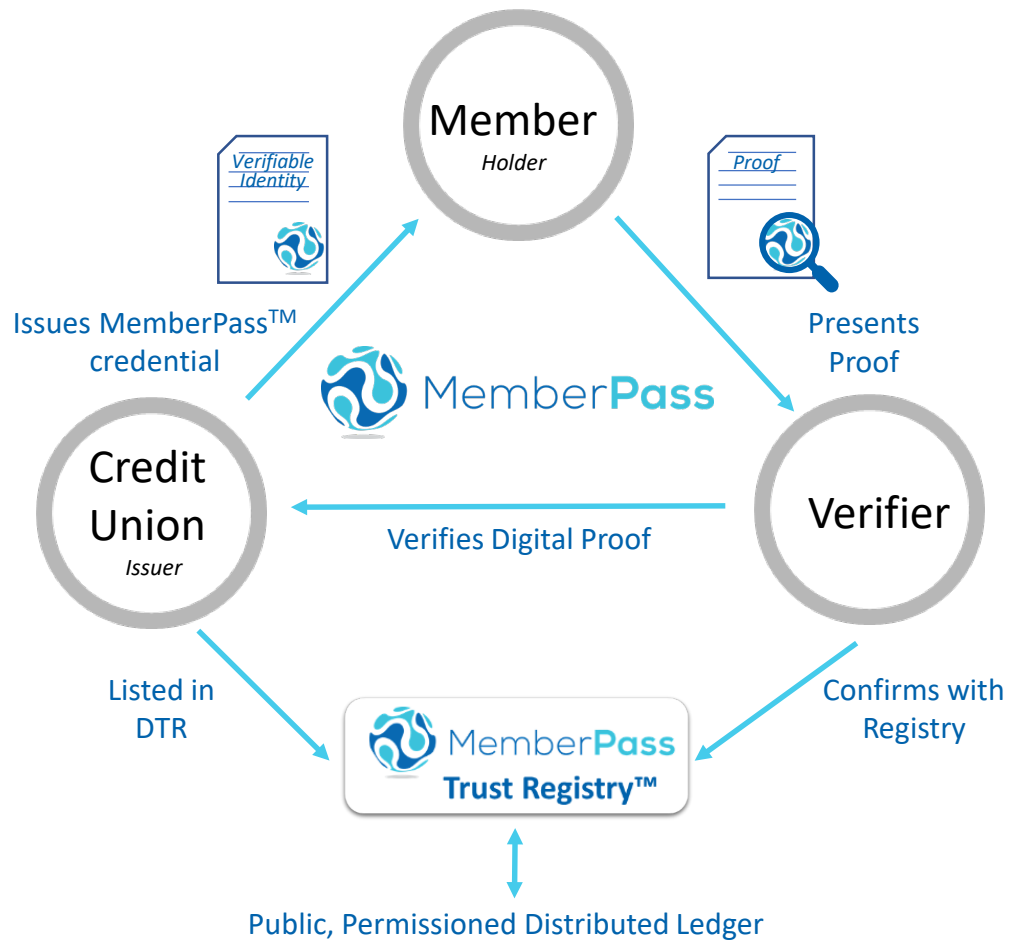 Member
Holder
Verifiable
Identity
Proof
Issues MemberPass™
credential
Presents
Proof
MemberPass
Credit
Union
Issuer
Verifier
Verifies Digital Proof
Listed in
DTR
Confirms with
Registry
MemberPass
Trust Registry™
Public, Permissioned Distributed Ledger